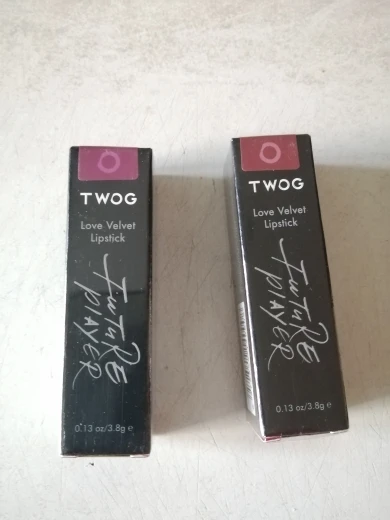 TWOG
Love Velvet
Lipstick
FUTURE
PLAYER
0.13 oz/3.8g e
TWOG
Love Velvet
Lipstick
FUTURE
PLAYER
0.13 oz/3.8g e